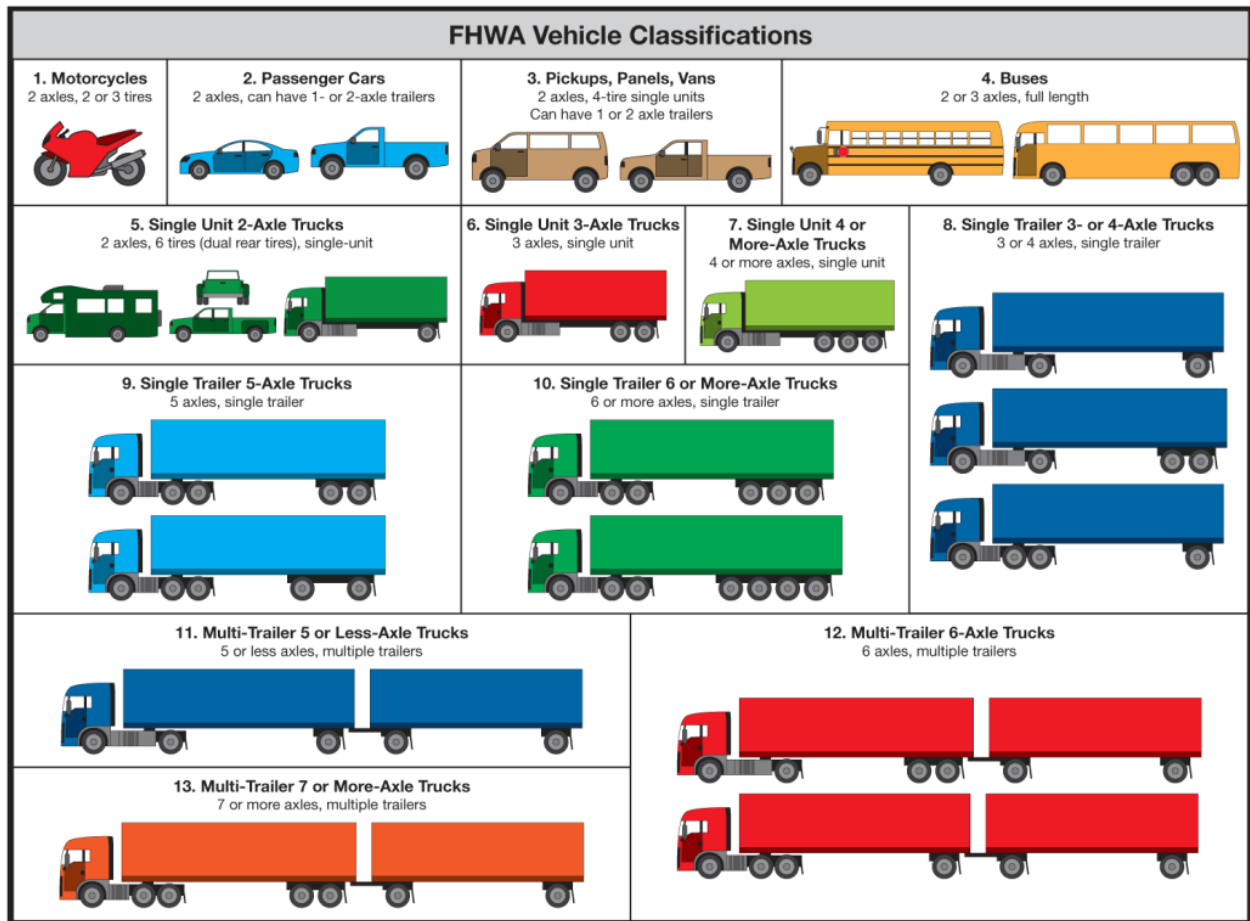 FHWA Vehicle Classifications
1. Motorcycles
2 axles, 2 or 3 tires
2. Passenger Cars
2 axles, can have 1- or 2-axle trailers
3. Pickups, Panels, Vans
2 axles, 4-tire single units
Can have 1 or 2 axle trailers
4. Buses
2 or 3 axles, full length
5. Single Unit 2-Axle Trucks
2 axles, 6 tires (dual rear tires), single-unit
6. Single Unit 3-Axle Trucks
3 axles, single unit
7. Single Unit 4 or
More-Axle Trucks
4 or more axles, single unit
8. Single Trailer 3- or 4-Axle Trucks
3 or 4 axles, single trailer
9. Single Trailer 5-Axle Trucks
5 axles, single trailer
10. Single Trailer 6 or More-Axle Trucks
6 or more axles, single trailer
11. Multi-Trailer 5 or Less-Axle Trucks
5 or less axles, multiple trailers
12. Multi-Trailer 6-Axle Trucks
6 axles, multiple trailers
13. Multi-Trailer 7 or More-Axle Trucks
7 or more axles, multiple trailers